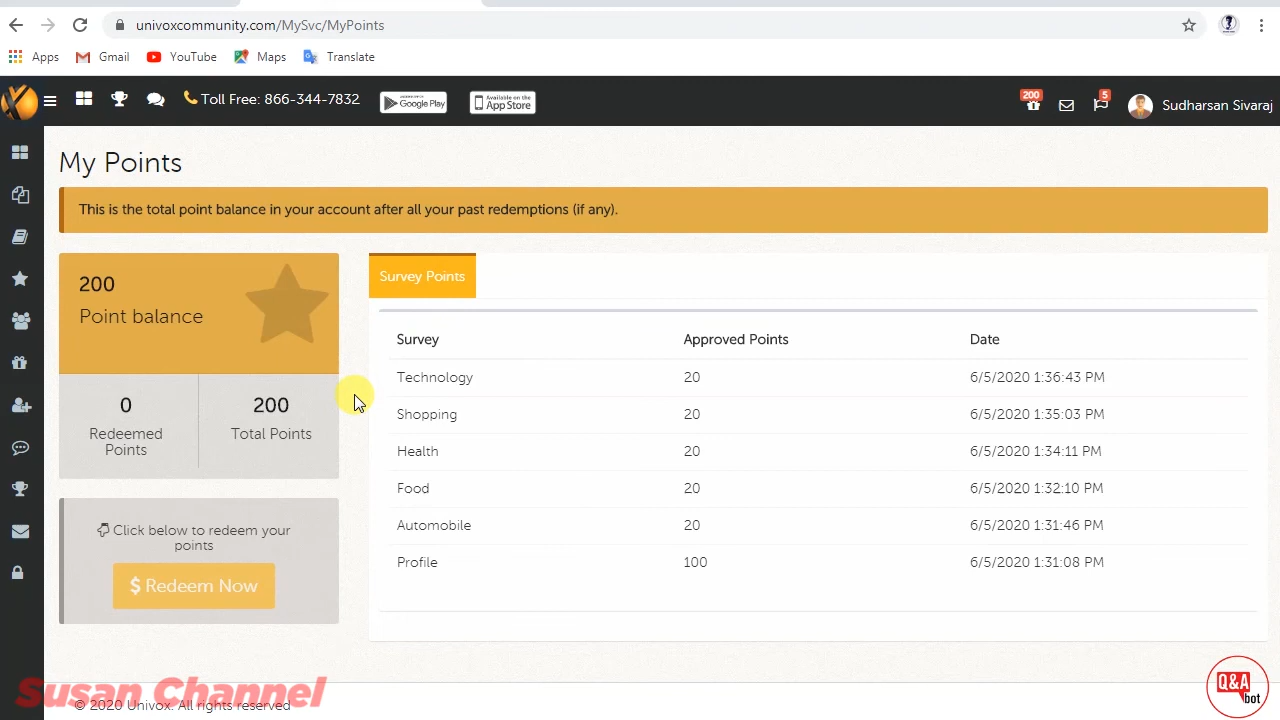 univoxcommunity.com/MySvc/MyPoints
Apps Gmail YouTube Maps Translate
Toll Free: 866-344-7832 Google Play Available on the App Store 200 5 Sudharsan Sivaraj
My Points
This is the total point balance in your account after all your past redemptions (if any).
200
Point balance
0
Redeemed
Points
200
Total Points
Click below to redeem your
points
$ Redeem Now
Survey Points
Survey Approved Points Date
Technology 20 6/5/2020 1:36:43 PM
Shopping 20 6/5/2020 1:35:03 PM
Health 20 6/5/2020 1:34:11 PM
Food 20 6/5/2020 1:32:10 PM
Automobile 20 6/5/2020 1:31:46 PM
Profile 100 6/5/2020 1:31:08 PM
Susan Channel
© 2020 Univox. All rights reserved
Q&A
bot